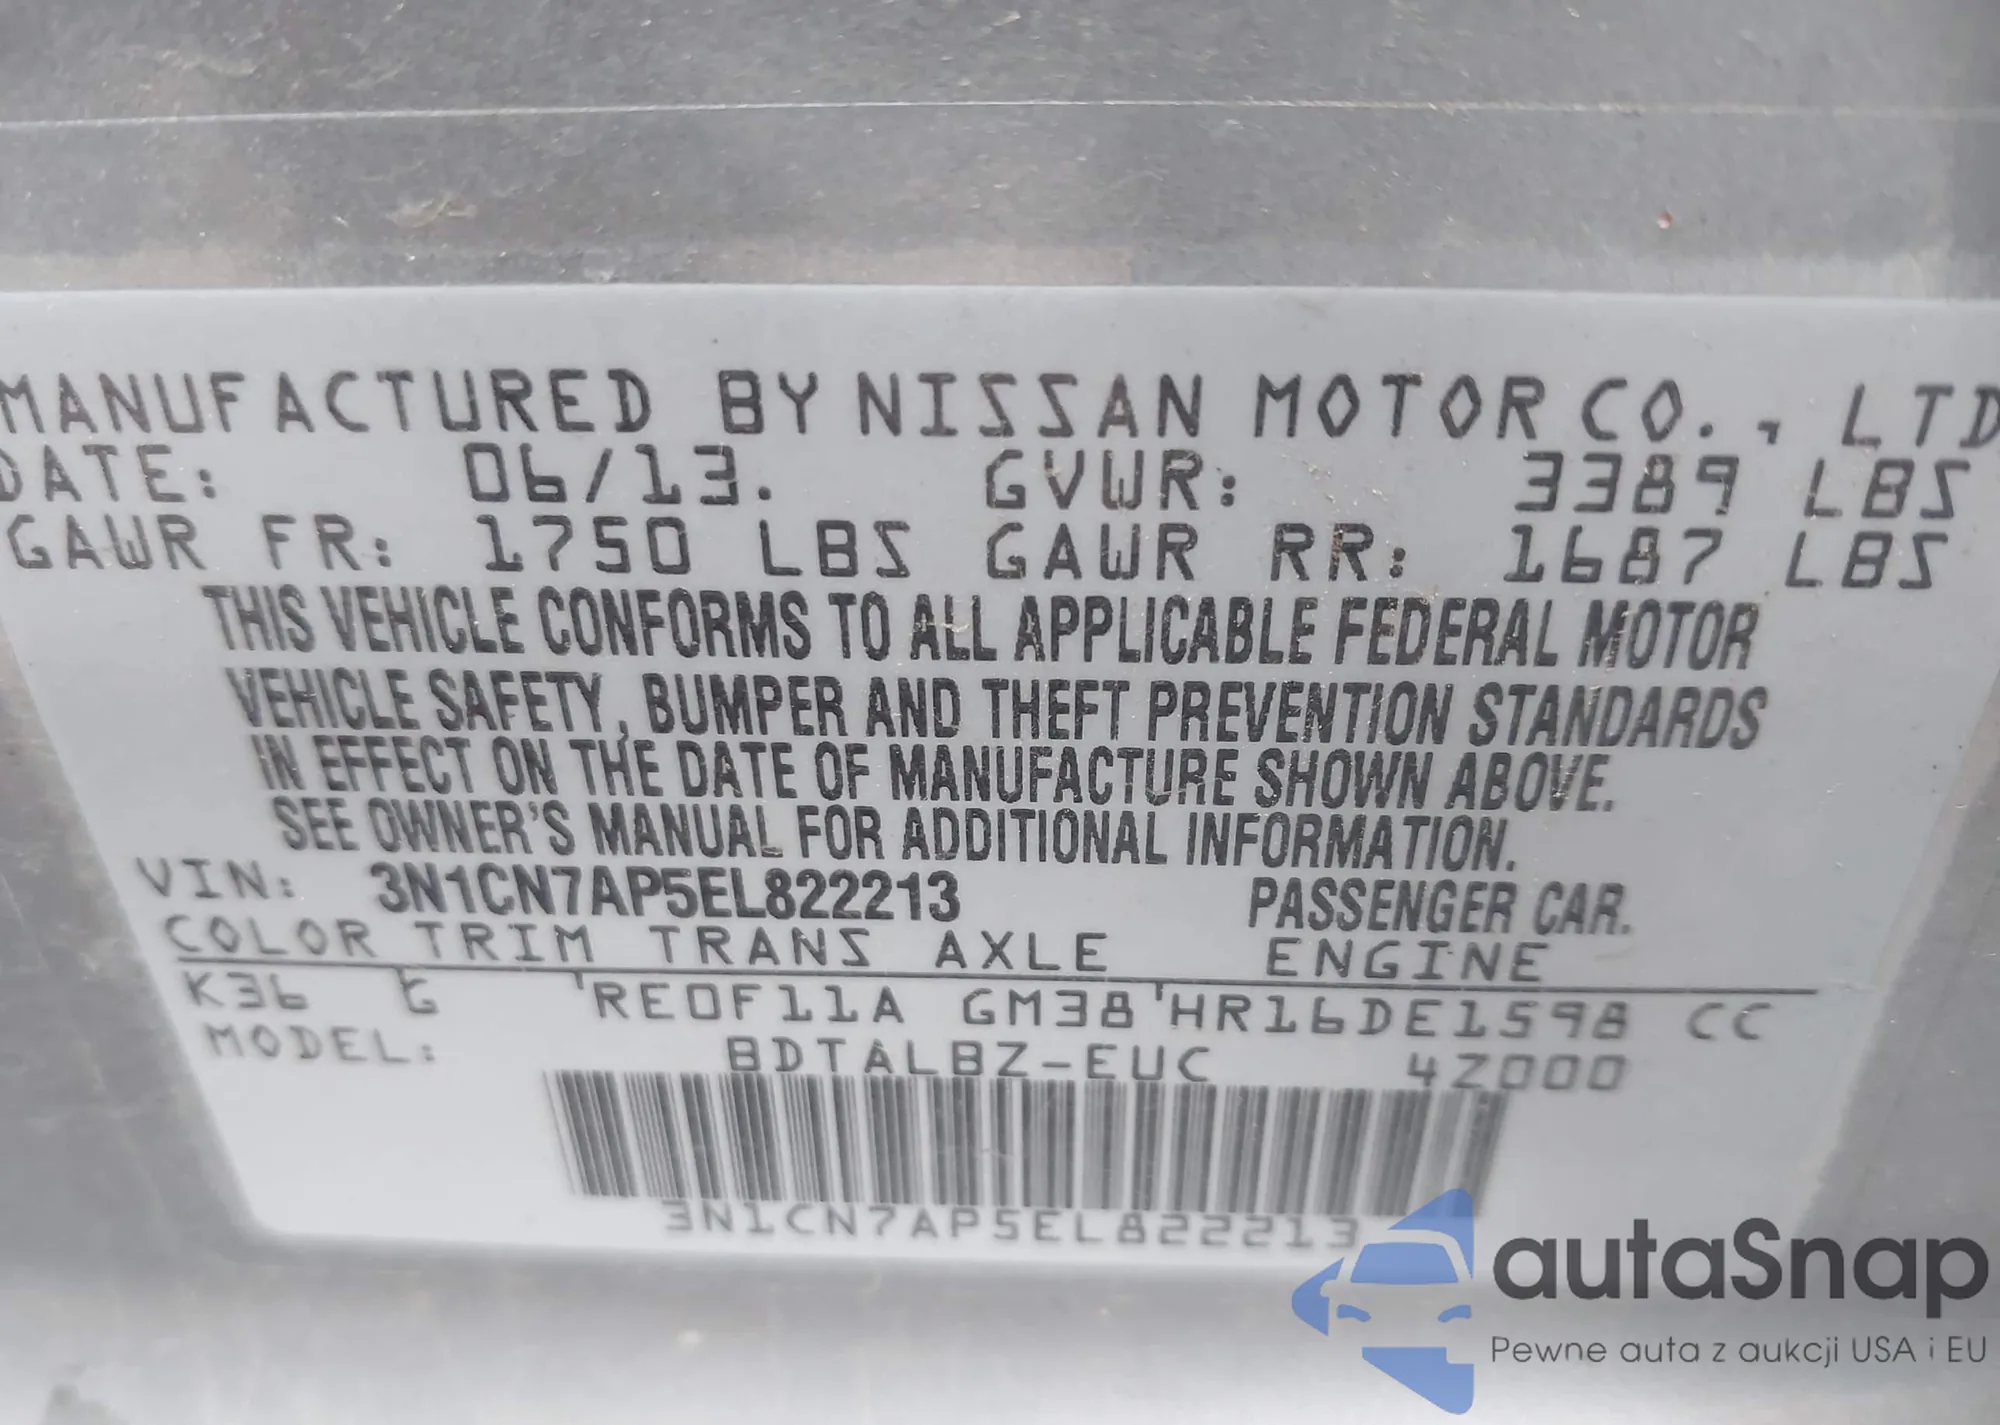 MANUFACTURED BY NISSAN MOTOR CO., LTD
DATE: 06/13. GVWR: 3389 LBS
GAWR FR: 1750 LBS GAWR RR: 1687 LBS
THIS VEHICLE CONFORMS TO ALL APPLICABLE FEDERAL MOTOR
VEHICLE SAFETY, BUMPER AND THEFT PREVENTION STANDARDS
IN EFFECT ON THE DATE OF MANUFACTURE SHOWN ABOVE.
SEE OWNER'S MANUAL FOR ADDITIONAL INFORMATION.
VIN: 3N1CN7AP5EL822213 PASSENGER CAR.
COLOR TRIM TRANS AXLE ENGINE
K36 G 'RE0F11A GM38'HR16DE1598 CC
MODEL: BDTALBZ-EUC 4Z000
3N1CN7AP5EL822213
autaSnap
Pewne auta z aukcji USA i EU